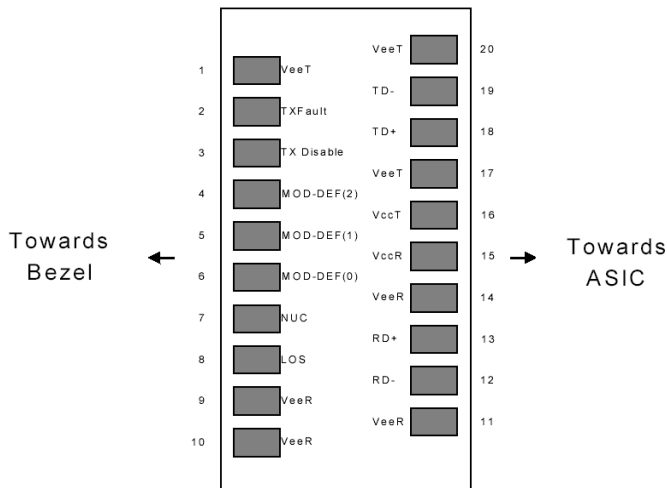 VeeT 20
1 VeeT
TD- 19
2 TXFault
TD+ 18
3 TX Disable
VeeT 17
4 MOD-DEF(2)
VccT 16
5 MOD-DEF(1)
Towards
Bezel
VccR 15
Towards
ASIC
6 MOD-DEF(0)
VeeR 14
7 NUC
RD+ 13
8 LOS
RD- 12
9 VeeR
VeeR 11
10 VeeR